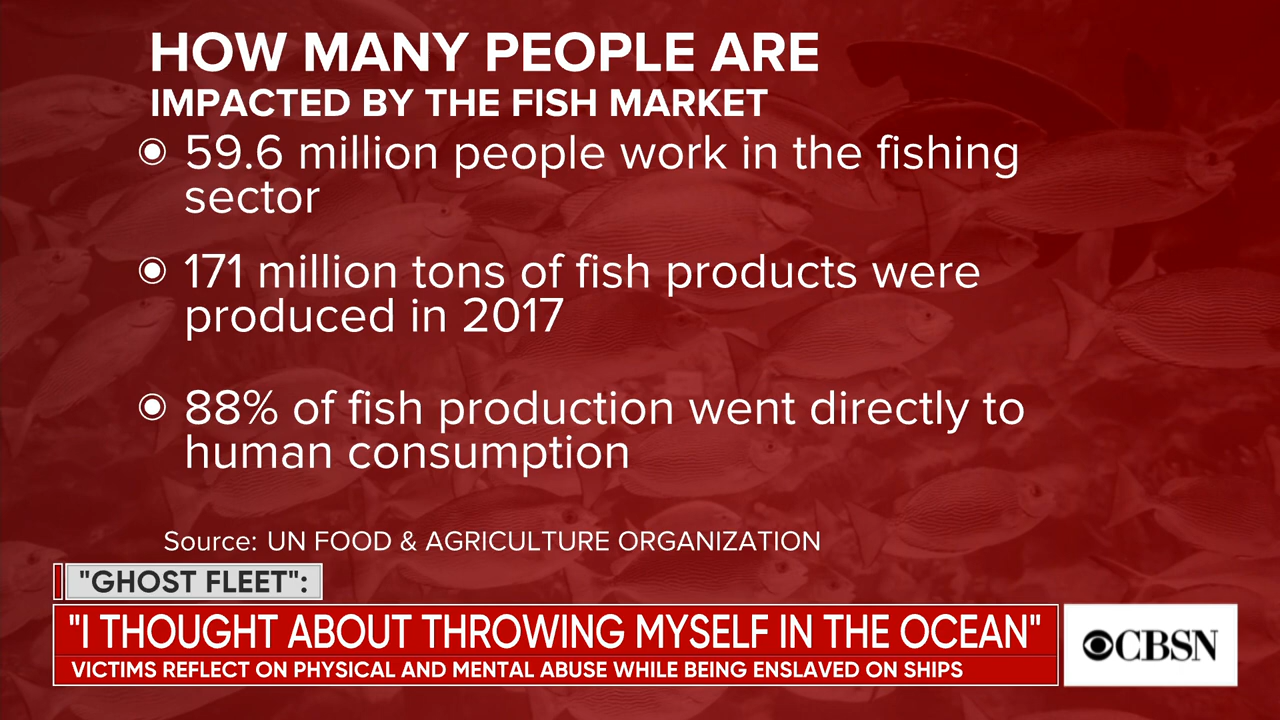 HOW MANY PEOPLE ARE
IMPACTED BY THE FISH MARKET
59.6 million people work in the fishing
sector
171 million tons of fish products were
produced in 2017
88% of fish production went directly to
human consumption
Source: UN FOOD & AGRICULTURE ORGANIZATION
"GHOST FLEET":
"I THOUGHT ABOUT THROWING MYSELF IN THE OCEAN"
VICTIMS REFLECT ON PHYSICAL AND MENTAL ABUSE WHILE BEING ENSLAVED ON SHIPS
CBSN